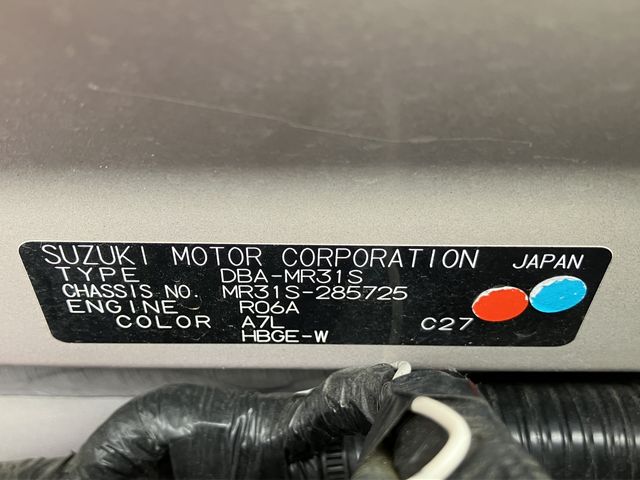 SUZUKI MOTOR CORPORATION JAPAN
TYPE DBA-MR31S
CHASSIS NO. MR31S-285725
ENGINE R06A
COLOR A7L C27
HBGE-W